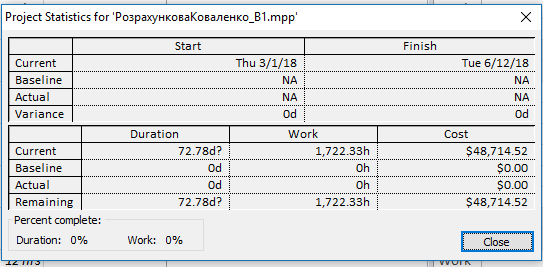 Project Statistics for 'РозрахунковаКоваленко_В1.mpp'
Start Finish
Current Thu 3/1/18 Tue 6/12/18
Baseline NA NA
Actual NA NA
Variance 0d 0d
Duration Work Cost
Current 72.78d? 1,722.33h $48,714.52
Baseline 0d 0h $0.00
Actual 0d 0h $0.00
Remaining 72.78d? 1,722.33h $48,714.52
Percent complete:
Duration: 0% Work: 0%
Close
12 hrs Work